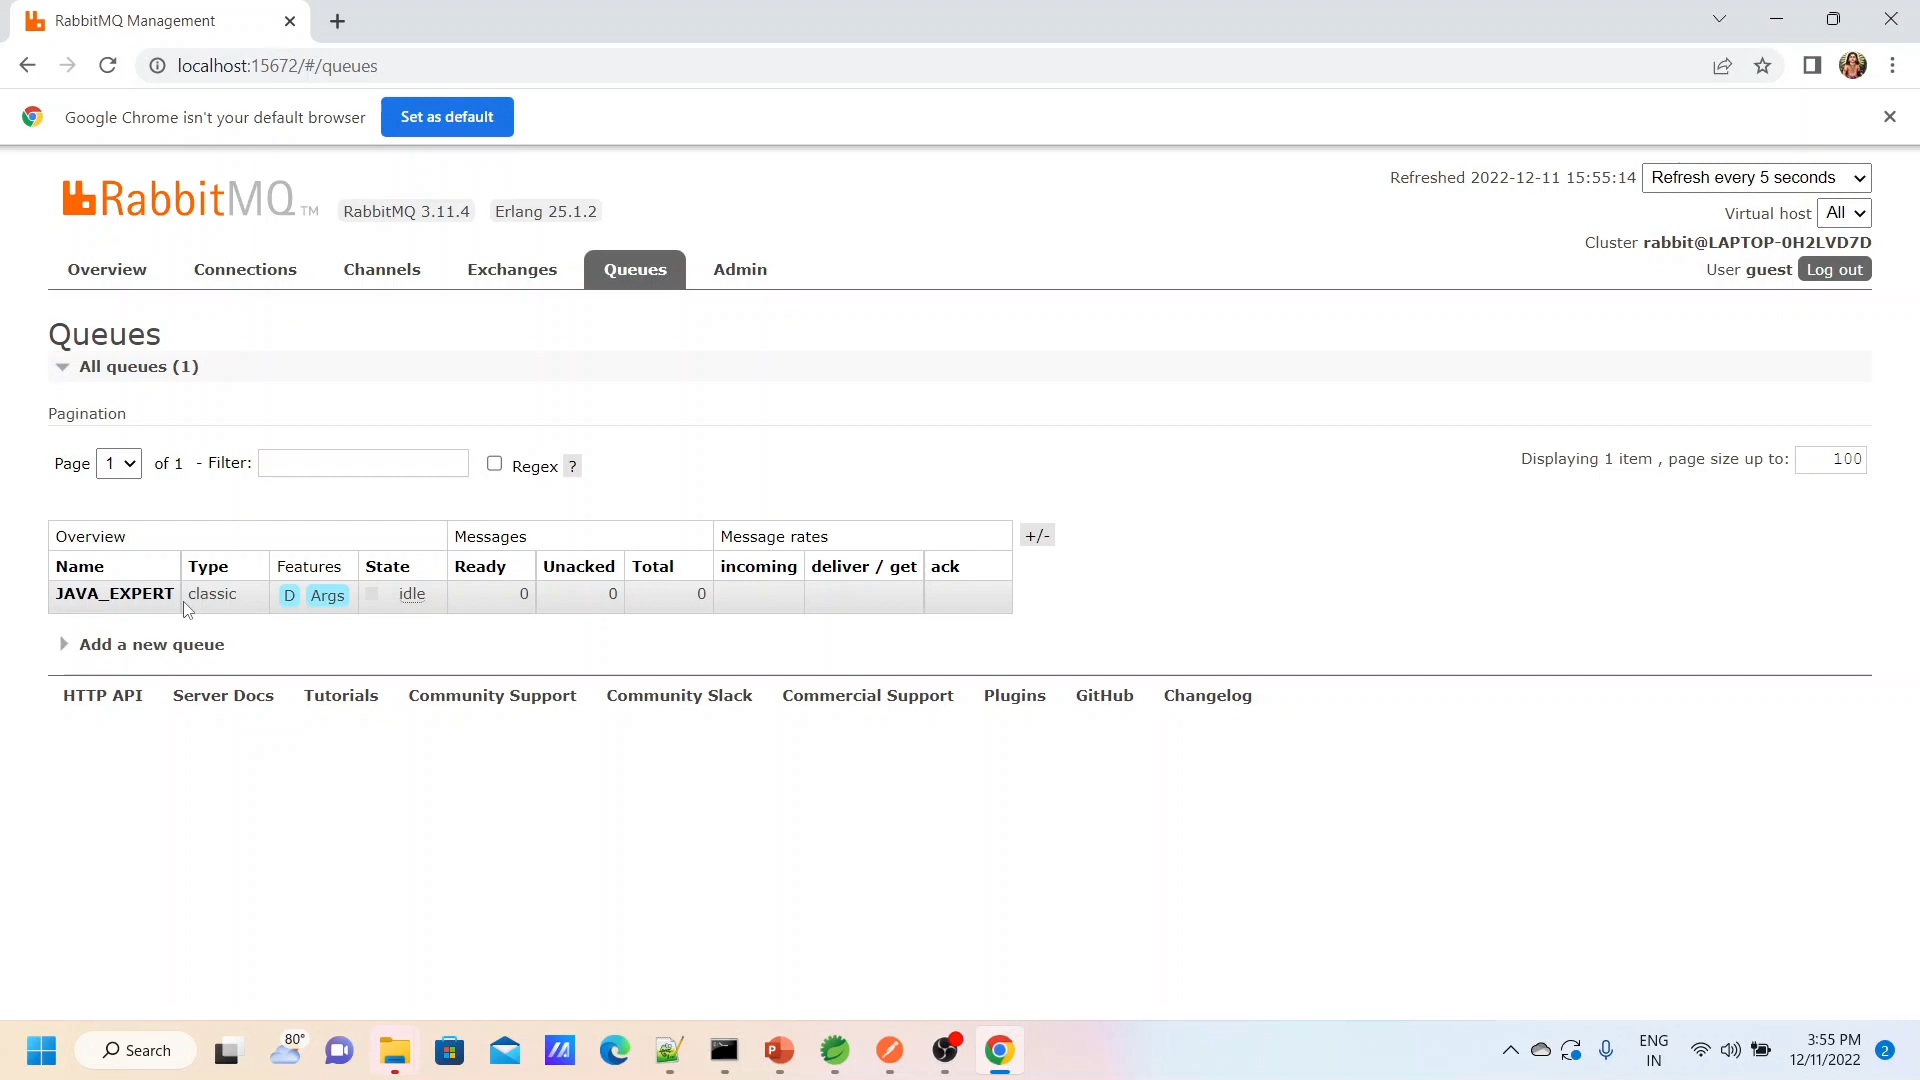 RabbitMQ Management
localhost:15672/#/queues
Google Chrome isn't your default browser
Set as default
RabbitMQ TM
RabbitMQ 3.11.4
Erlang 25.1.2
Refreshed 2022-12-11 15:55:14
Refresh every 5 seconds
Virtual host
All
Cluster rabbit@LAPTOP-0H2LVD7D
User guest
Log out
Overview
Connections
Channels
Exchanges
Queues
Admin
Queues
All queues (1)
Pagination
Page 1 of 1 - Filter:
Regex ?
Displaying 1 item , page size up to: 100
Overview Messages Message rates +/-
Name Type Features State Ready Unacked Total incoming deliver / get ack
JAVA_EXPERT classic D Args idle 0 0 0
Add a new queue
HTTP API Server Docs Tutorials Community Support Community Slack Commercial Support Plugins GitHub Changelog
Search
80°
ENG
IN
3:55 PM
12/11/2022
2